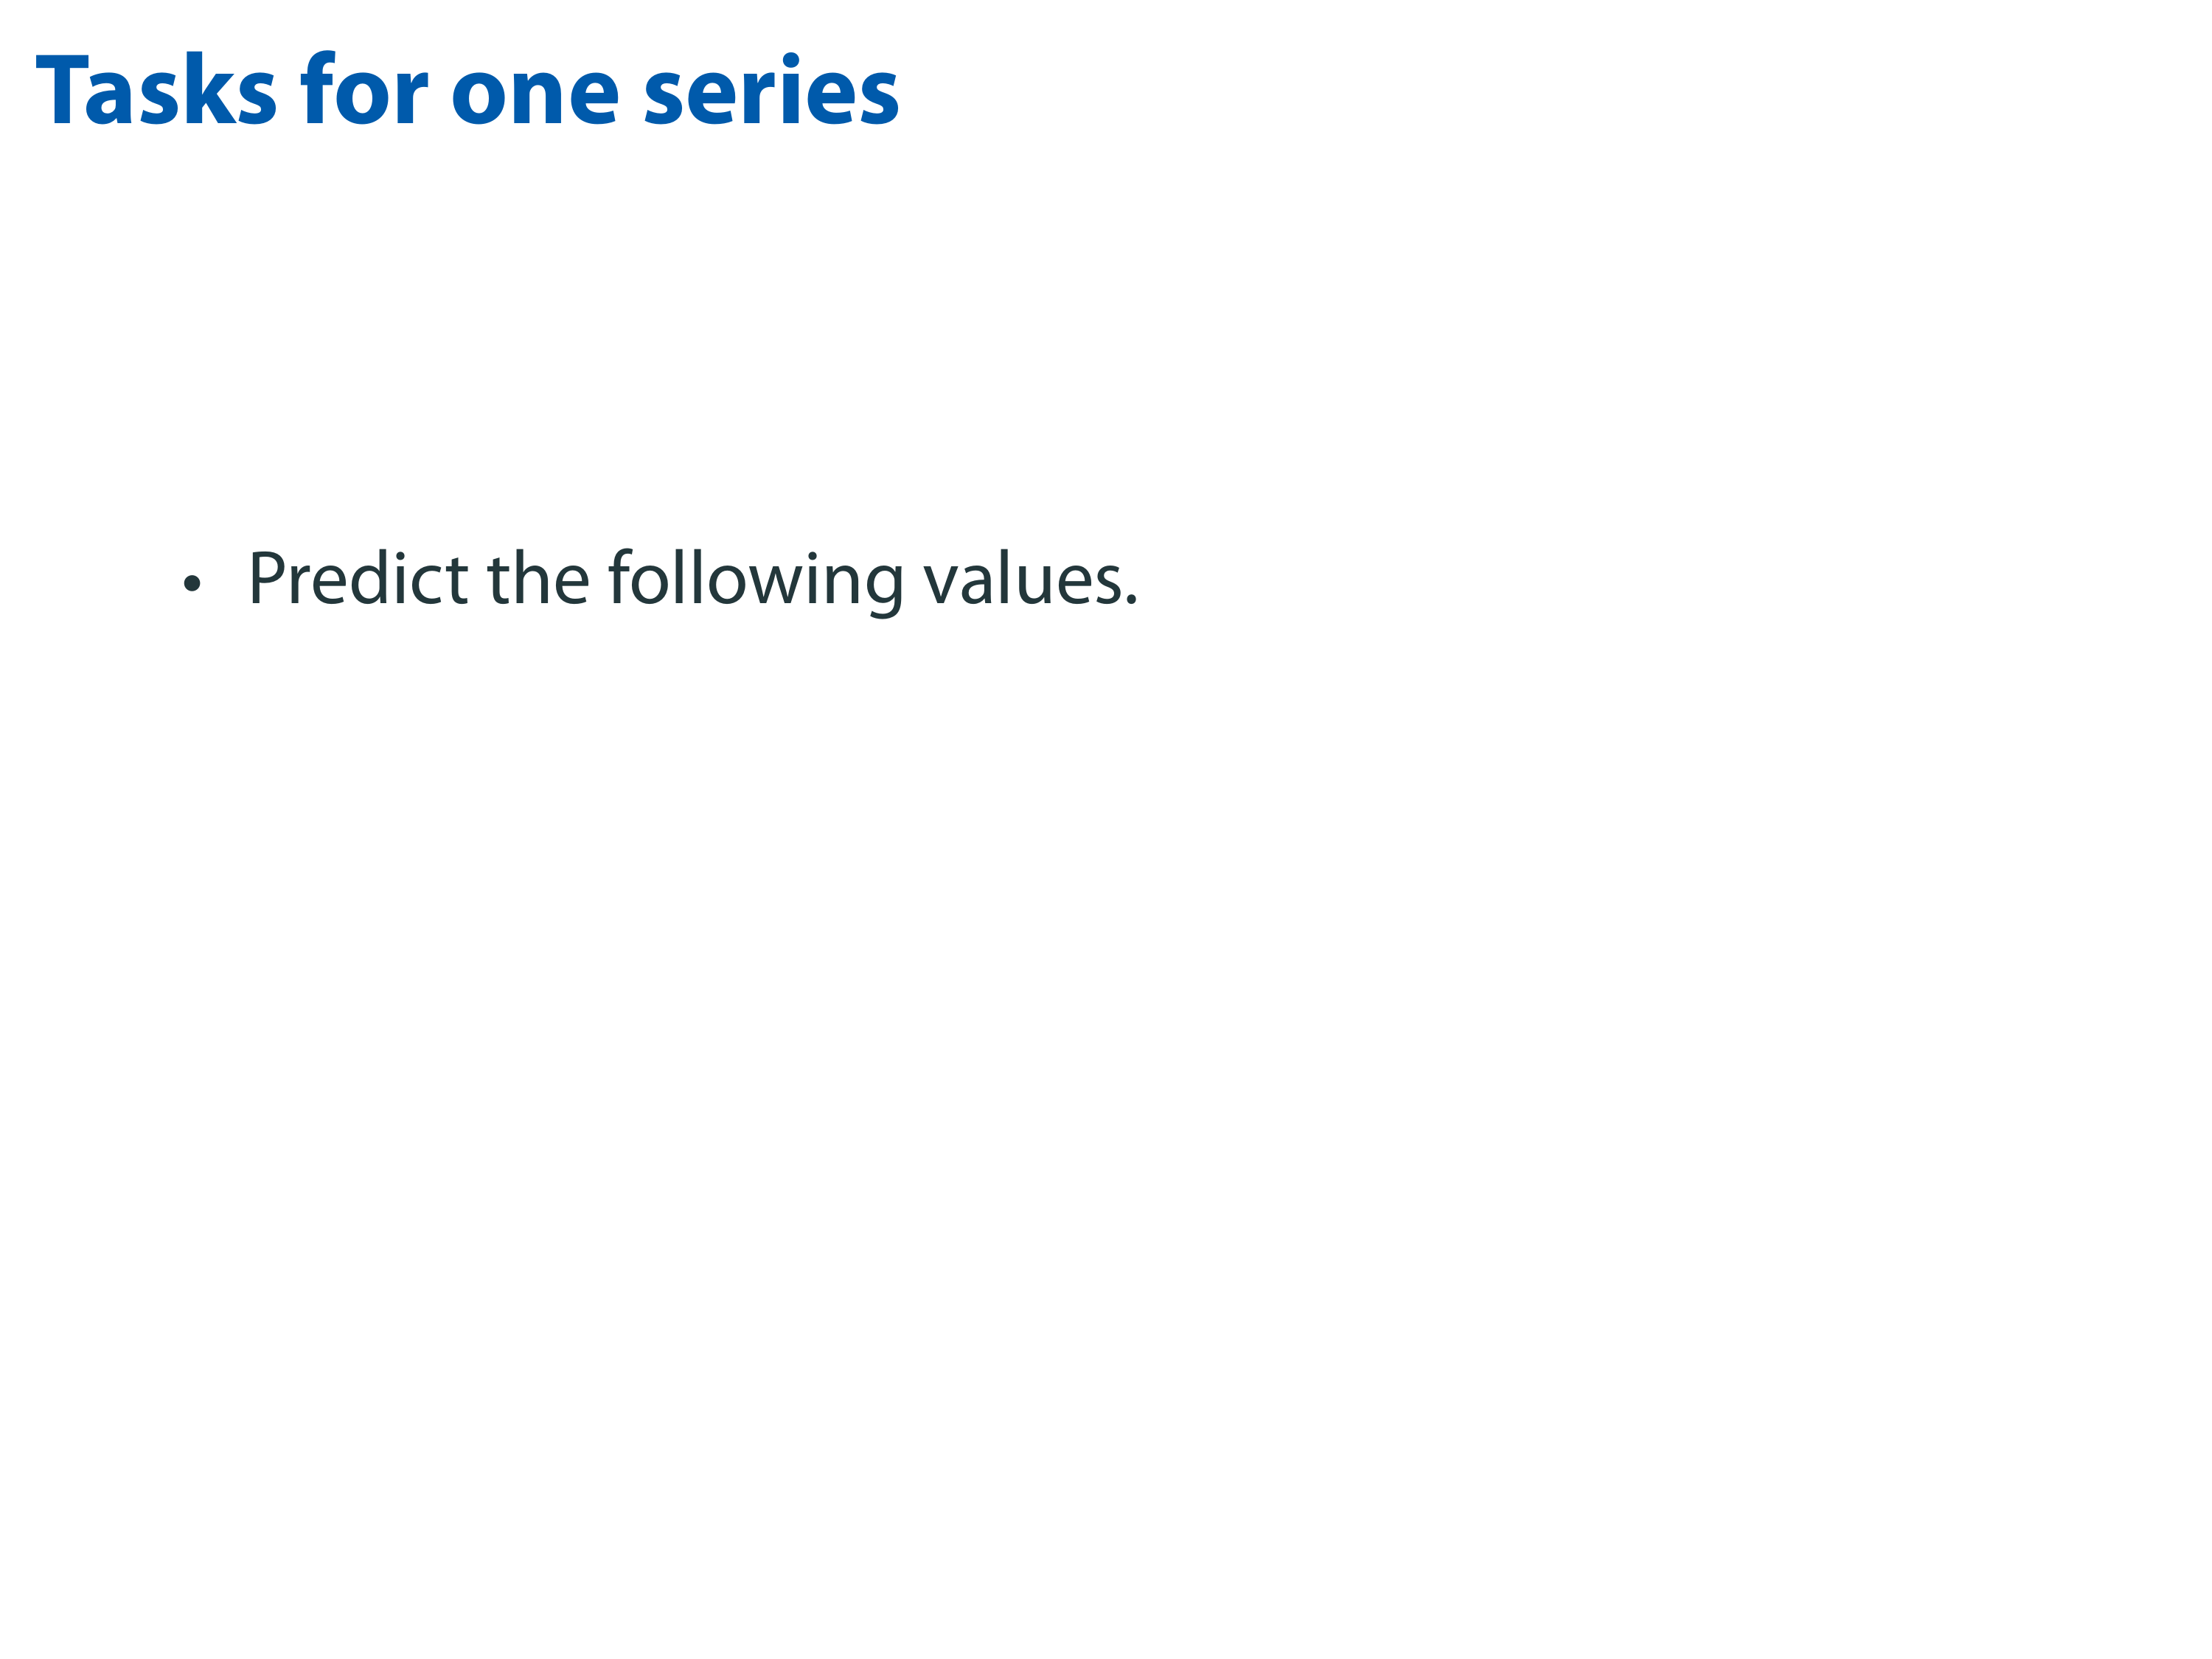 Tasks for one series
• Predict the following values.